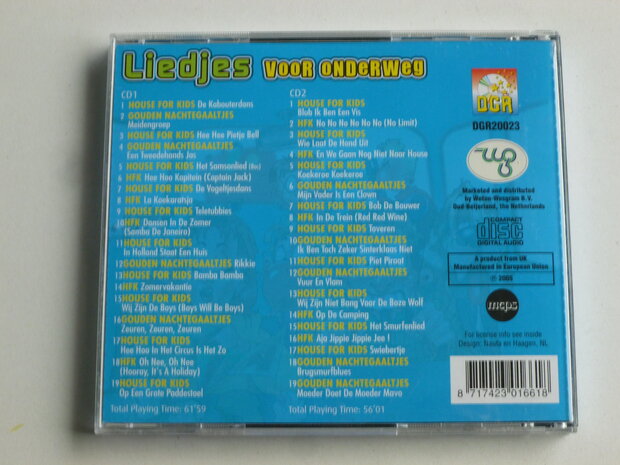 Liedjes VOOR ONDERWEG
CD1
1 HOUSE FOR KIDS De Kabouterdans
2 GOUDEN NACHTEGAALTJES
Meidengroep
3 HOUSE FOR KIDS Hee Hee Pietje Bell
4 GOUDEN NACHTEGAALTJES
Een Tweedehands Jas
5 HOUSE FOR KIDS Het Samsonlied
6 HFK Hee Hoo Kapitein (Captain Jack)
7 HOUSE FOR KIDS De Vogeltjesdans
8 HFK La Koekaratsja
9 HOUSE FOR KIDS Teletubbies
10 HFK Dansen In De Zomer
(Samba De Janeiro)
11 HOUSE FOR KIDS
In Holland Staat Een Huis
12 GOUDEN NACHTEGAALTJES Rikkie
13 HOUSE FOR KIDS Bamba Bamba
14 HFK Zomervakantie
15 HOUSE FOR KIDS
Wij Zijn De Boys (Boys Will Be Boys)
16 GOUDEN NACHTEGAALTJES
Zeuren, Zeuren, Zeuren
17 HOUSE FOR KIDS
Hee Hoo In Het Circus Is Het Zo
18 HFK Oh Nee, Oh Nee
(Hooray, It's A Holiday)
19 HOUSE FOR KIDS
Op Een Grote Paddestoel
Total Playing Time: 61'59
CD2
1 HOUSE FOR KIDS
Blub Ik Ben Een Vis
2 HFK No No No No No No (No Limit)
3 HOUSE FOR KIDS
Wie Laat De Hond Uit
4 HFK En We Gaan Nog Niet Naar House
5 HOUSE FOR KIDS
Koekeroe Koekeroe
6 GOUDEN NACHTEGAALTJES
Mijn Vader Is Een Clown
7 HOUSE FOR KIDS Bob De Bouwer
8 HFK In De Trein (Red Red Wine)
9 HOUSE FOR KIDS Toveren
10 GOUDEN NACHTEGAALTJES
Ik Ben Toch Zeker Sinterklaas Niet
11 HOUSE FOR KIDS Piet Piraat
12 GOUDEN NACHTEGAALTJES
Vuur En Vlam
13 HOUSE FOR KIDS
Wij Zijn Niet Bang Voor De Boze Wolf
14 HFK Op De Camping
15 HOUSE FOR KIDS Het Smurfenlied
16 HFK Aja Jippie Jippie Jee !
17 HOUSE FOR KIDS Swiebertje
18 GOUDEN NACHTEGAALTJES
Brugsmurfblues
19 GOUDEN NACHTEGAALTJES
Moeder Doet De Moeder Mavo
Total Playing Time: 56'01
DGR
DGR20023
Marketed and distributed
by Weton-Wesgram B.V.
Oud-Beijerland, the Netherlands
COMPACT
disc
DIGITAL AUDIO
A product from UK
Manufactured in European Union
℗ 2005
mcps
For license info see inside
Design: Navla en Haagen, NL
8 717423 016618